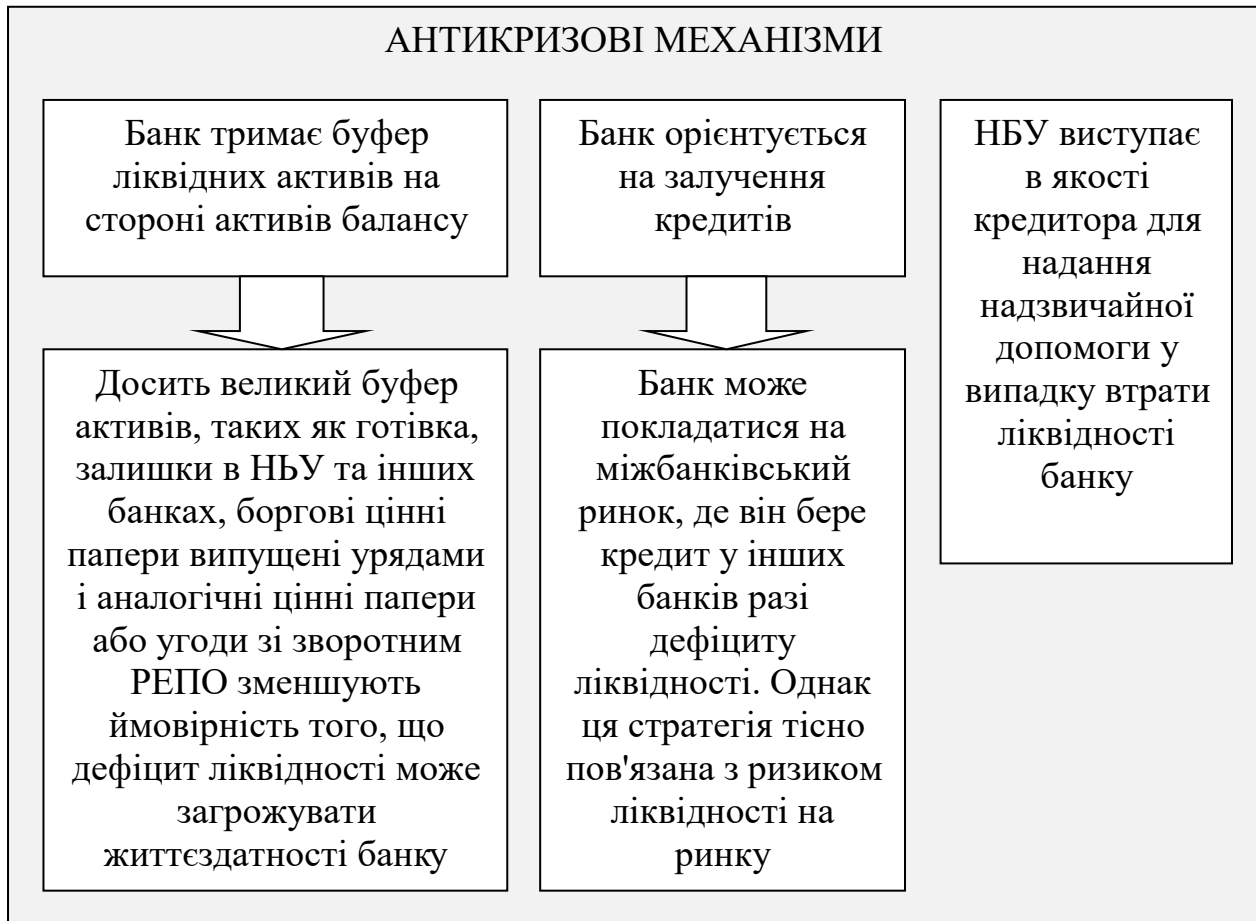 АНТИКРИЗОВІ МЕХАНІЗМИ
Банк тримає буфер
ліквідних активів на
стороні активів балансу
Досить великий буфер
активів, таких як готівка,
залишки в НЬУ та інших
банках, боргові цінні
папери випущені урядами
і аналогічні цінні папери
або угоди зі зворотним
РЕПО зменшують
ймовірність того, що
дефіцит ліквідності може
загрожувати
життєздатності банку
Банк орієнтується
на залучення
кредитів
Банк може
покладатися на
міжбанківський
ринок, де він бере
кредит у інших
банків разі
дефіциту
ліквідності. Однак
ця стратегія тісно
пов'язана з ризиком
ліквідності на
ринку
НБУ виступає
в якості
кредитора для
надання
надзвичайної
допомоги у
випадку втрати
ліквідності
банку